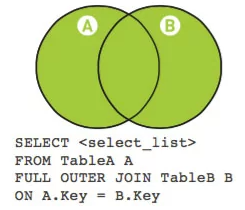 A B
SELECT <select_list>
FROM TableA A
FULL OUTER JOIN TableB B
ON A.Key = B.Key